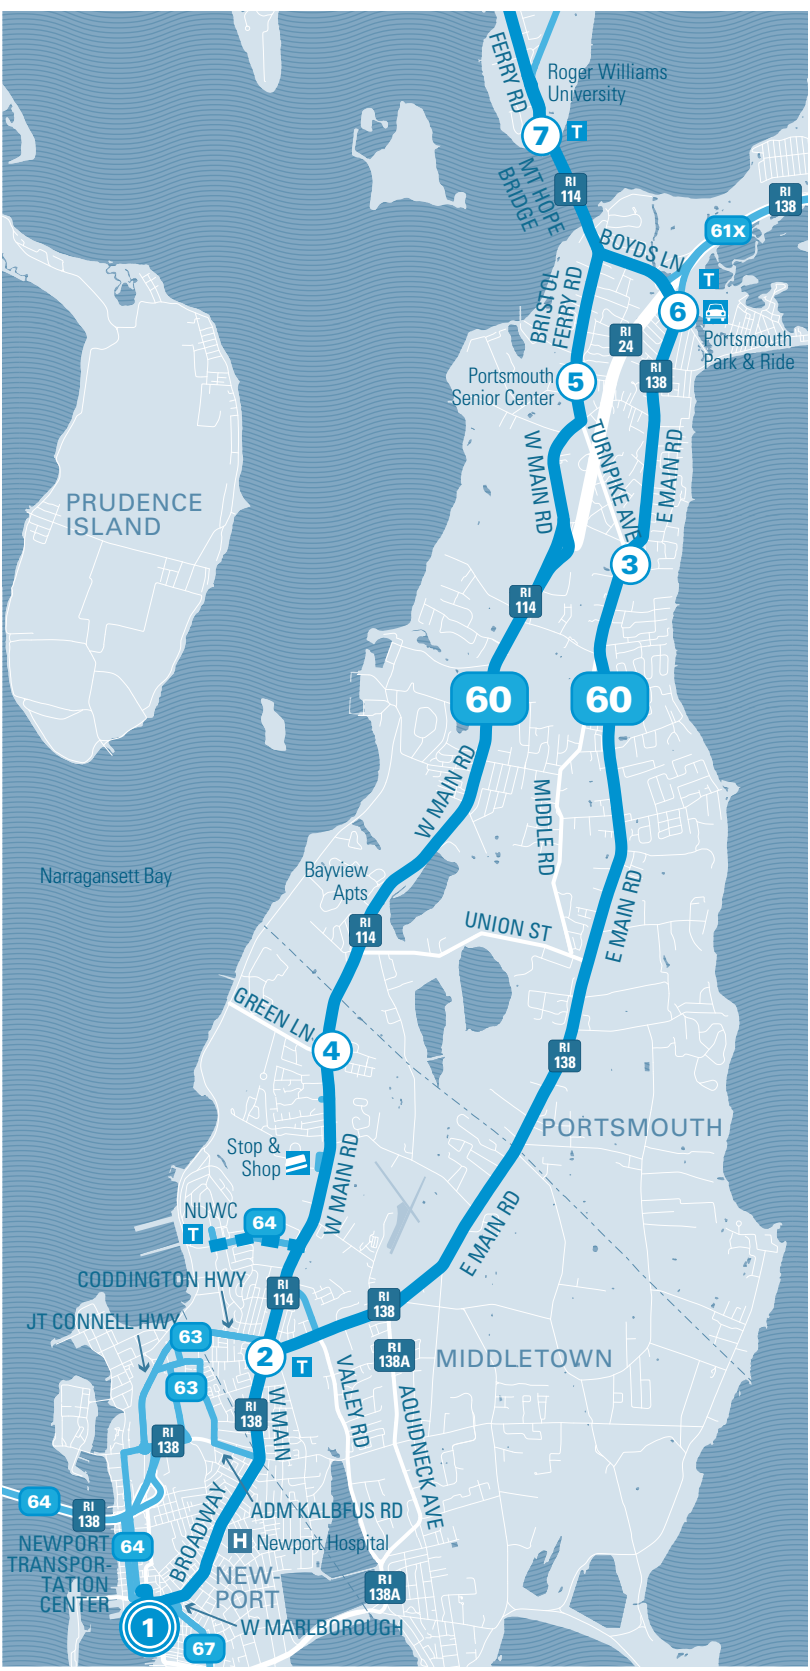 FERRY RD
Roger Williams
University
7
T
MT HOPE
BRIDGE
RI
114
RI
138
61X
BOYDS LN
T
BRISTOL
FERRY RD
6
RI
24
Portsmouth
Park & Ride
Portsmouth
Senior Center
5
RI
138
W MAIN RD
TURNPIKE AVE
E MAIN RD
PRUDENCE
ISLAND
3
RI
114
60
60
W MAIN RD
MIDDLE RD
Narragansett Bay
Bayview
Apts
E MAIN RD
RI
114
UNION ST
GREEN LN
4
RI
138
PORTSMOUTH
Stop &
Shop
W MAIN RD
NUWC
T
64
E MAIN RD
CODDINGTON HWY
RI
114
RI
138
JT CONNELL HWY
63
2
T
RI
138A
MIDDLETOWN
63
W MAIN
VALLEY RD
AQUIDNECK AVE
RI
138
RI
138
64
RI
138
BROADWAY
ADM KALBFUS RD
64
H
Newport Hospital
NEWPORT
TRANSPOR-
TATION
CENTER
NEW-
PORT
RI
138A
1
W MARLBOROUGH
67